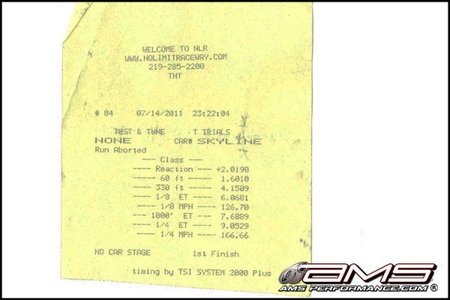 WELCOME TO NLR
WWW.NOLIMITRACEWAY.COM
219-285-2200
TNT
# 84 07/14/2011 23:22:04
TEST & TUNE T TRIALS
NONE CAR# SKYLINE
Run Aborted
--- Class ---
---- Reaction --- +2.0190
---- 60 ft ---- 1.6010
---- 330 ft ---- 4.1509
---- 1/8 ET ---- 6.0681
---- 1/8 MPH ---- 126.70
---- 1000' ET ---- 7.6889
---- 1/4 ET ---- 9.0529
---- 1/4 MPH ---- 166.66
NO CAR STAGE 1st Finish
timing by TSI SYSTEM 2000 Plus
AMS
AMS PERFORMANCE.COM